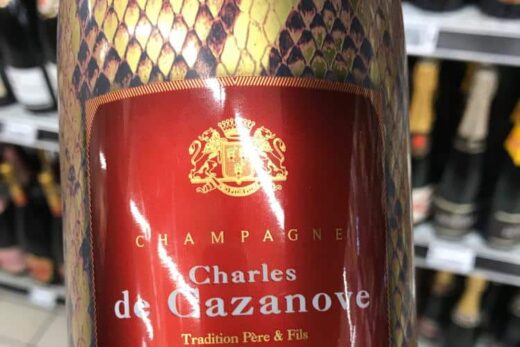 CHAMPAGNE
Charles
de Cazanove
Tradition Père & Fils